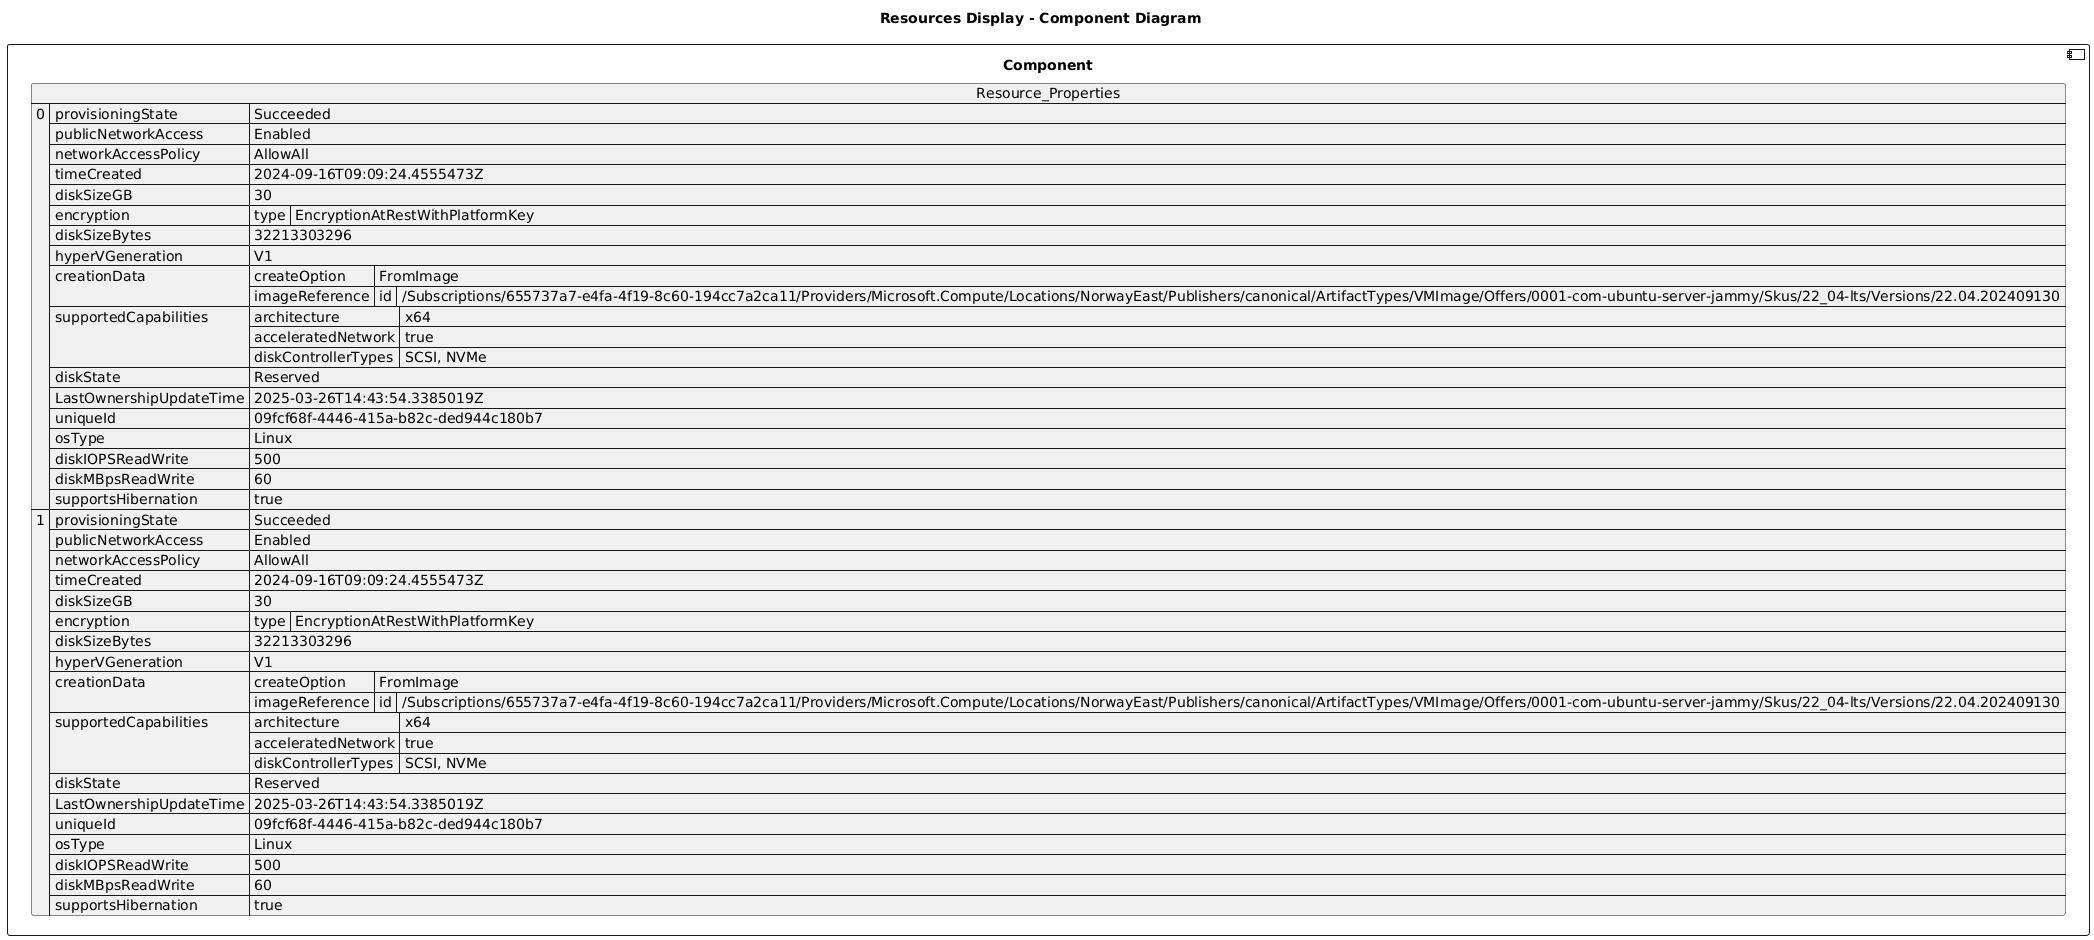 Resources Display - Component Diagram
Component
Resource_Properties
0 provisioningState Succeeded
publicNetworkAccess Enabled
networkAccessPolicy AllowAll
timeCreated 2024-09-16T09:09:24.4555473Z
diskSizeGB 30
encryption type EncryptionAtRestWithPlatformKey
diskSizeBytes 32213303296
hyperVGeneration V1
creationData createOption FromImage
imageReference id /Subscriptions/655737a7-e4fa-4f19-8c60-194cc7a2ca11/Providers/Microsoft.Compute/Locations/NorwayEast/Publishers/canonical/ArtifactTypes/VMImage/Offers/0001-com-ubuntu-server-jammy/Skus/22_04-lts/Versions/22.04.202409130
supportedCapabilities architecture x64
acceleratedNetwork true
diskControllerTypes SCSI, NVMe
diskState Reserved
LastOwnershipUpdateTime 2025-03-26T14:43:54.3385019Z
uniqueId 09fcf68f-4446-415a-b82c-ded944c180b7
osType Linux
diskIOPSReadWrite 500
diskMBpsReadWrite 60
supportsHibernation true
1 provisioningState Succeeded
publicNetworkAccess Enabled
networkAccessPolicy AllowAll
timeCreated 2024-09-16T09:09:24.4555473Z
diskSizeGB 30
encryption type EncryptionAtRestWithPlatformKey
diskSizeBytes 32213303296
hyperVGeneration V1
creationData createOption FromImage
imageReference id /Subscriptions/655737a7-e4fa-4f19-8c60-194cc7a2ca11/Providers/Microsoft.Compute/Locations/NorwayEast/Publishers/canonical/ArtifactTypes/VMImage/Offers/0001-com-ubuntu-server-jammy/Skus/22_04-lts/Versions/22.04.202409130
supportedCapabilities architecture x64
acceleratedNetwork true
diskControllerTypes SCSI, NVMe
diskState Reserved
LastOwnershipUpdateTime 2025-03-26T14:43:54.3385019Z
uniqueId 09fcf68f-4446-415a-b82c-ded944c180b7
osType Linux
diskIOPSReadWrite 500
diskMBpsReadWrite 60
supportsHibernation true